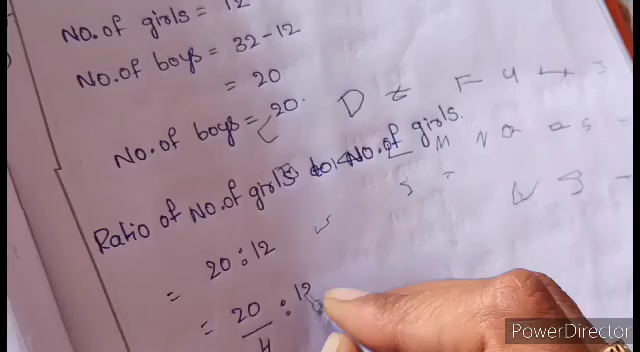 No. of girls = 12
No. of boys = 32-12
= 20
No. of boys = 20.
Ratio of No. of girls to No. of girls.
= 20:12
= 20/4 : 12
PowerDirector